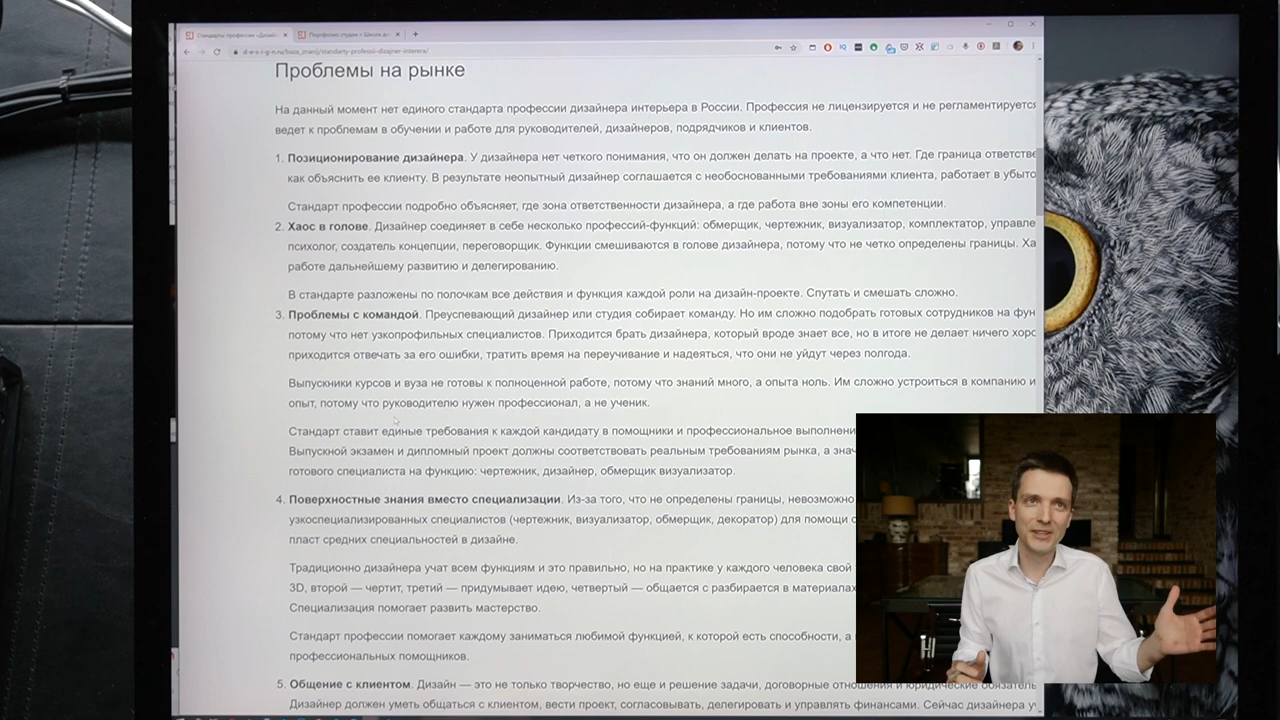 Стандарты профессии «Дизайн
Портфолио студии – Школа ди
d-e-s-i-g-n.ru/baza_znanij/standarty-professii-dizajner-interera/
Проблемы на рынке
На данный момент нет единого стандарта профессии дизайнера интерьера в России. Профессия не лицензируется и не регламентируется
ведет к проблемам в обучении и работе для руководителей, дизайнеров, подрядчиков и клиентов.
1. Позиционирование дизайнера. У дизайнера нет четкого понимания, что он должен делать на проекте, а что нет. Где граница ответстве
как объяснить ее клиенту. В результате неопытный дизайнер соглашается с необоснованными требованиями клиента, работает в убыто
Стандарт профессии подробно объясняет, где зона ответственности дизайнера, а где работа вне зоны его компетенции.
2. Хаос в голове. Дизайнер соединяет в себе несколько профессий-функций: обмерщик, чертежник, визуализатор, комплектатор, управле
психолог, создатель концепции, переговорщик. Функции смешиваются в голове дизайнера, потому что не четко определены границы. Ха
работе дальнейшему развитию и делегированию.
В стандарте разложены по полочкам все действия и функция каждой роли на дизайн-проекте. Спутать и смешать сложно.
3. Проблемы с командой. Преуспевающий дизайнер или студия собирает команду. Но им сложно подобрать готовых сотрудников на фун
потому что нет узкопрофильных специалистов. Приходится брать дизайнера, который вроде знает все, но в итоге не делает ничего хоро
приходится отвечать за его ошибки, тратить время на переучивание и надеяться, что они не уйдут через полгода.
Выпускники курсов и вуза не готовы к полноценной работе, потому что знаний много, а опыта ноль. Им сложно устроиться в компанию и
опыт, потому что руководителю нужен профессионал, а не ученик.
Стандарт ставит единые требования к каждой кандидату в помощники и профессиональное выполнени
Выпускной экзамен и дипломный проект должны соответствовать реальным требованиям рынка, а знач
готового специалиста на функцию: чертежник, дизайнер, обмерщик визуализатор.
4. Поверхностные знания вместо специализации. Из-за того, что не определены границы, невозможно
узкоспециализированных специалистов (чертежник, визуализатор, обмерщик, декоратор) для помощи с
пласт средних специальностей в дизайне.
Традиционно дизайнера учат всем функциям и это правильно, но на практике у каждого человека свой
3D, второй — чертит, третий — придумывает идею, четвертый — общается с разбирается в материалах
Специализация помогает развить мастерство.
Стандарт профессии помогает каждому заниматься любимой функцией, к которой есть способности, а
профессиональных помощников.
5. Общение с клиентом. Дизайн — это не только творчество, но еще и решение задачи, договорные отношения и юридические обязатель
Дизайнер должен уметь общаться с клиентом, вести проект, согласовывать, делегировать и управлять финансами. Сейчас дизайнера у